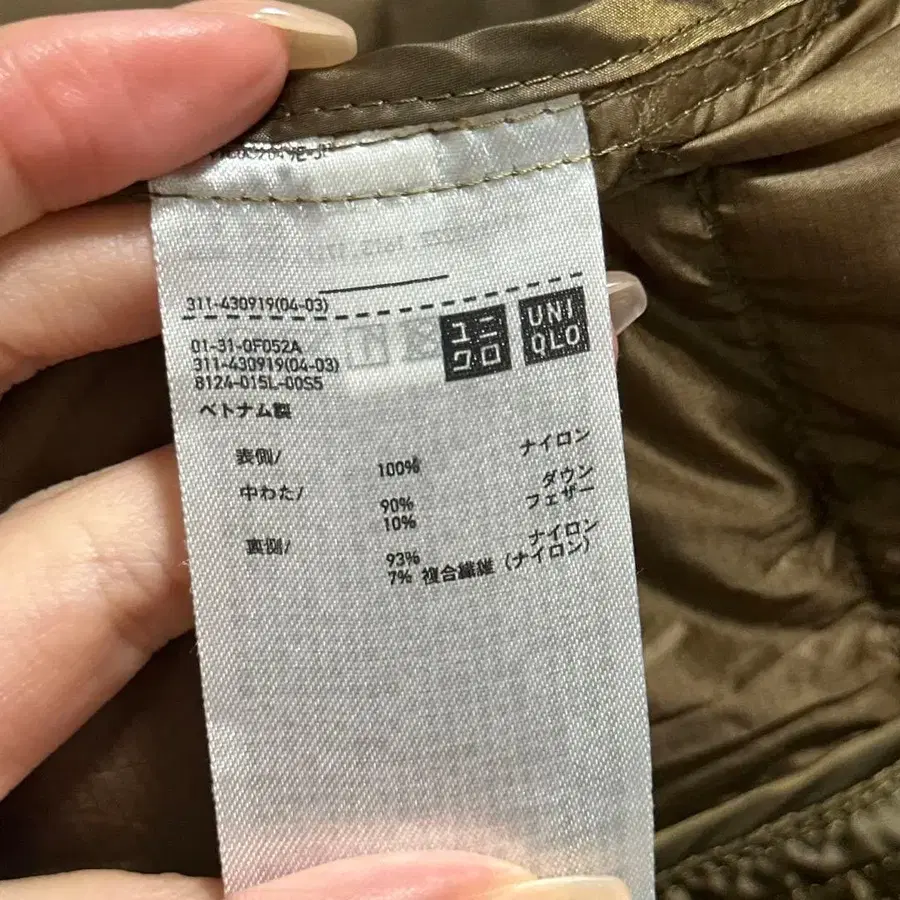 311-430919(04-03)
ユニ
クロ
UNI
QLO
01-31-0F052A
311-430919(04-03)
8124-015L-00S5
ベトナム製
表側/ 100% ナイロン
中わた/ 90% ダウン
10% フェザー
裏側/ 93% ナイロン
7% 複合繊維（ナイロン）